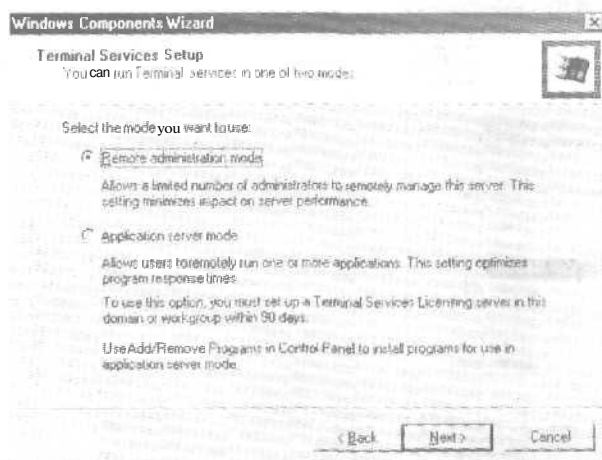 Windows Components Wizard
Terminal Services Setup
You can run Terminal services in one of two modes:
Select the mode you want to use:
Remote administration mode
Allows a limited number of administrators to remotely manage this server. This
setting minimizes impact on server performance.
Application server mode
Allows users to remotely run one or more applications. This setting optimizes
program response times.
To use this option, you must set up a Terminal Services Licensing server in this
domain or workgroup within 90 days.
Use Add/Remove Programs in Control Panel to install programs for use in
application server mode.
< Back
Next >
Cancel